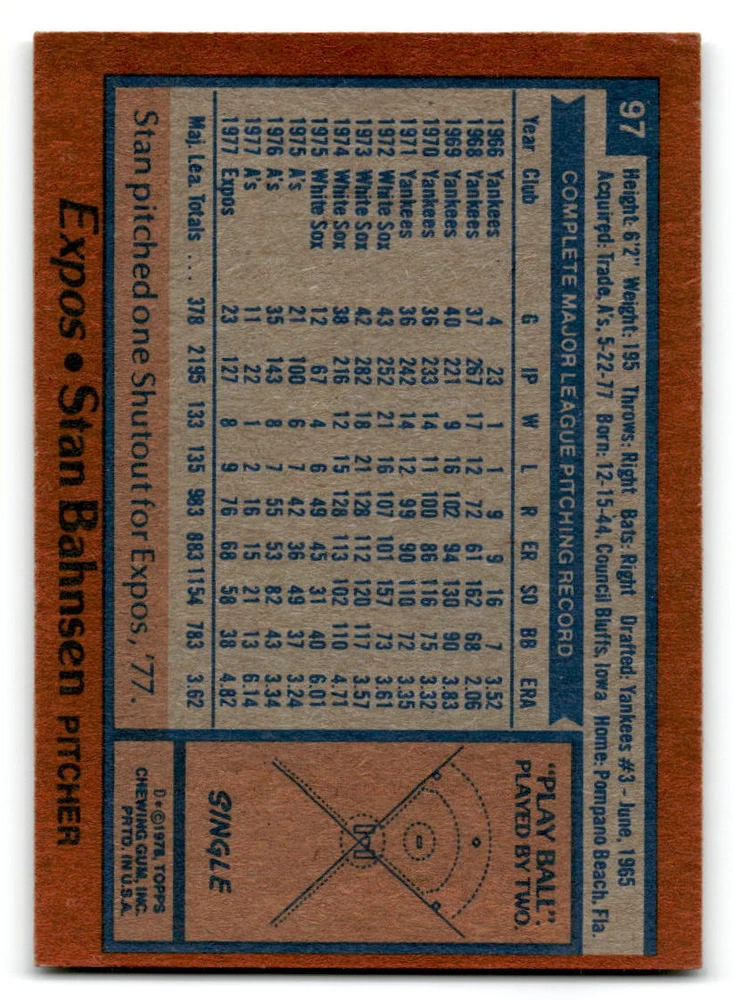 97
Height: 6'2" Weight: 195 Throws: Right Bats: Right Drafted: Yankees #3 - June, 1965
Acquired: Trade, A's, 5-22-77 Born: 12-15-44, Council Bluffs, Iowa Home: Pompano Beach, Fla.
COMPLETE MAJOR LEAGUE PITCHING RECORD
Year Club G IP W L R ER SO BB ERA
1966 Yankees 4 23 1 1 9 9 16 7 3.52
1968 Yankees 37 267 17 12 72 61 162 68 2.06
1969 Yankees 40 221 9 16 102 94 130 90 3.83
1970 Yankees 36 233 14 11 100 86 116 75 3.32
1971 Yankees 36 242 14 12 99 90 110 72 3.35
1972 White Sox 43 252 21 16 107 101 157 73 3.61
1973 White Sox 42 282 18 21 128 112 120 117 3.57
1974 White Sox 38 216 12 15 128 113 102 110 4.71
1975 White Sox 12 67 4 6 49 45 31 40 6.01
1975 A's 21 100 6 7 42 36 49 37 3.24
1976 A's 35 143 8 7 55 53 82 43 3.34
1977 A's 11 22 1 2 16 15 21 13 6.14
1977 Expos 23 127 8 9 76 68 58 38 4.82
Maj. Lea. Totals ... 378 2195 133 135 983 883 1154 783 3.62
Stan pitched one Shutout for Expos, '77.
"PLAY BALL".
PLAYED BY TWO.
SINGLE
D*©1978, TOPPS
CHEWING GUM, INC.
PRTD. IN U.S.A.
Expos • Stan Bahnsen PITCHER